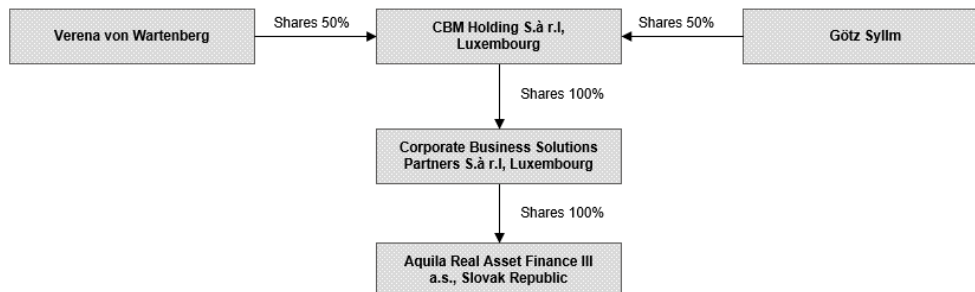 Verena von Wartenberg
Shares 50%
CBM Holding S.à r.l,
Luxembourg
Shares 50%
Götz Syllm
Shares 100%
Corporate Business Solutions
Partners S.à r.l, Luxembourg
Shares 100%
Aquila Real Asset Finance III
a.s., Slovak Republic